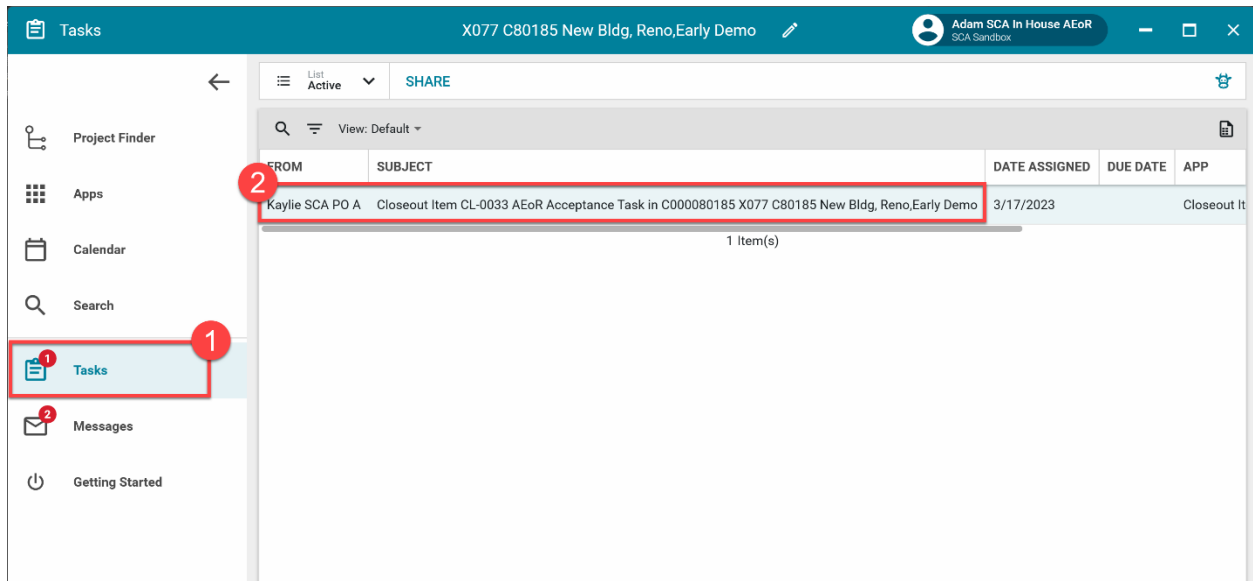 Tasks
X077 C80185 New Bldg, Reno,Early Demo
Adam SCA In House AEoR
SCA Sandbox
List
Active
SHARE
Project Finder
Apps
Calendar
Search
1
1
Tasks
2
Messages
Getting Started
View: Default
FROM SUBJECT DATE ASSIGNED DUE DATE APP
2
Kaylie SCA PO A Closeout Item CL-0033 AEoR Acceptance Task in C000080185 X077 C80185 New Bldg, Reno,Early Demo 3/17/2023 Closeout It
1 Item(s)